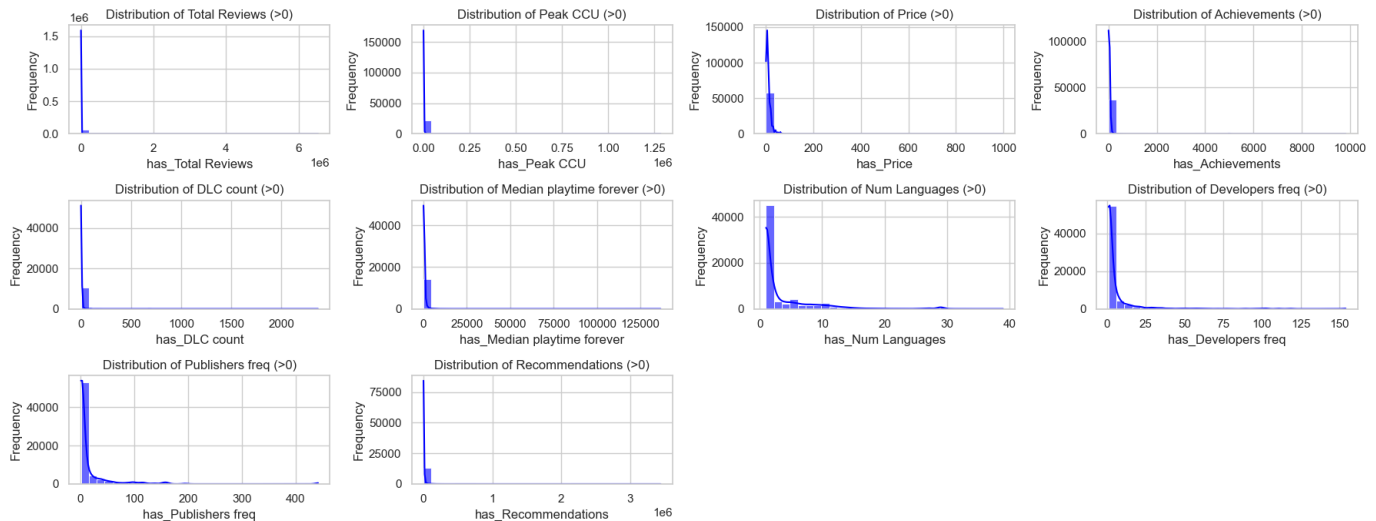 Distribution of Total Reviews (>0)
1e6
Frequency
1.5
1.0
0.5
0.0
0 2 4 6
1e6
has_Total Reviews
Distribution of Peak CCU (>0)
Frequency
150000
100000
50000
0
0.00 0.25 0.50 0.75 1.00 1.25
1e6
has_Peak CCU
Distribution of Price (>0)
Frequency
150000
100000
50000
0
0 200 400 600 800 1000
has_Price
Distribution of Achievements (>0)
Frequency
100000
75000
50000
25000
0
0 2000 4000 6000 8000 10000
has_Achievements
Distribution of DLC count (>0)
Frequency
40000
20000
0
0 500 1000 1500 2000
has_DLC count
Distribution of Median playtime forever (>0)
Frequency
40000
20000
0
0 25000 50000 75000 100000 125000
has_Median playtime forever
Distribution of Num Languages (>0)
Frequency
40000
20000
0
0 10 20 30 40
has_Num Languages
Distribution of Developers freq (>0)
Frequency
40000
20000
0
0 25 50 75 100 125 150
has_Developers freq
Distribution of Publishers freq (>0)
Frequency
40000
20000
0
0 100 200 300 400
has_Publishers freq
Distribution of Recommendations (>0)
Frequency
75000
50000
25000
0
0 1 2 3
1e6
has_Recommendations